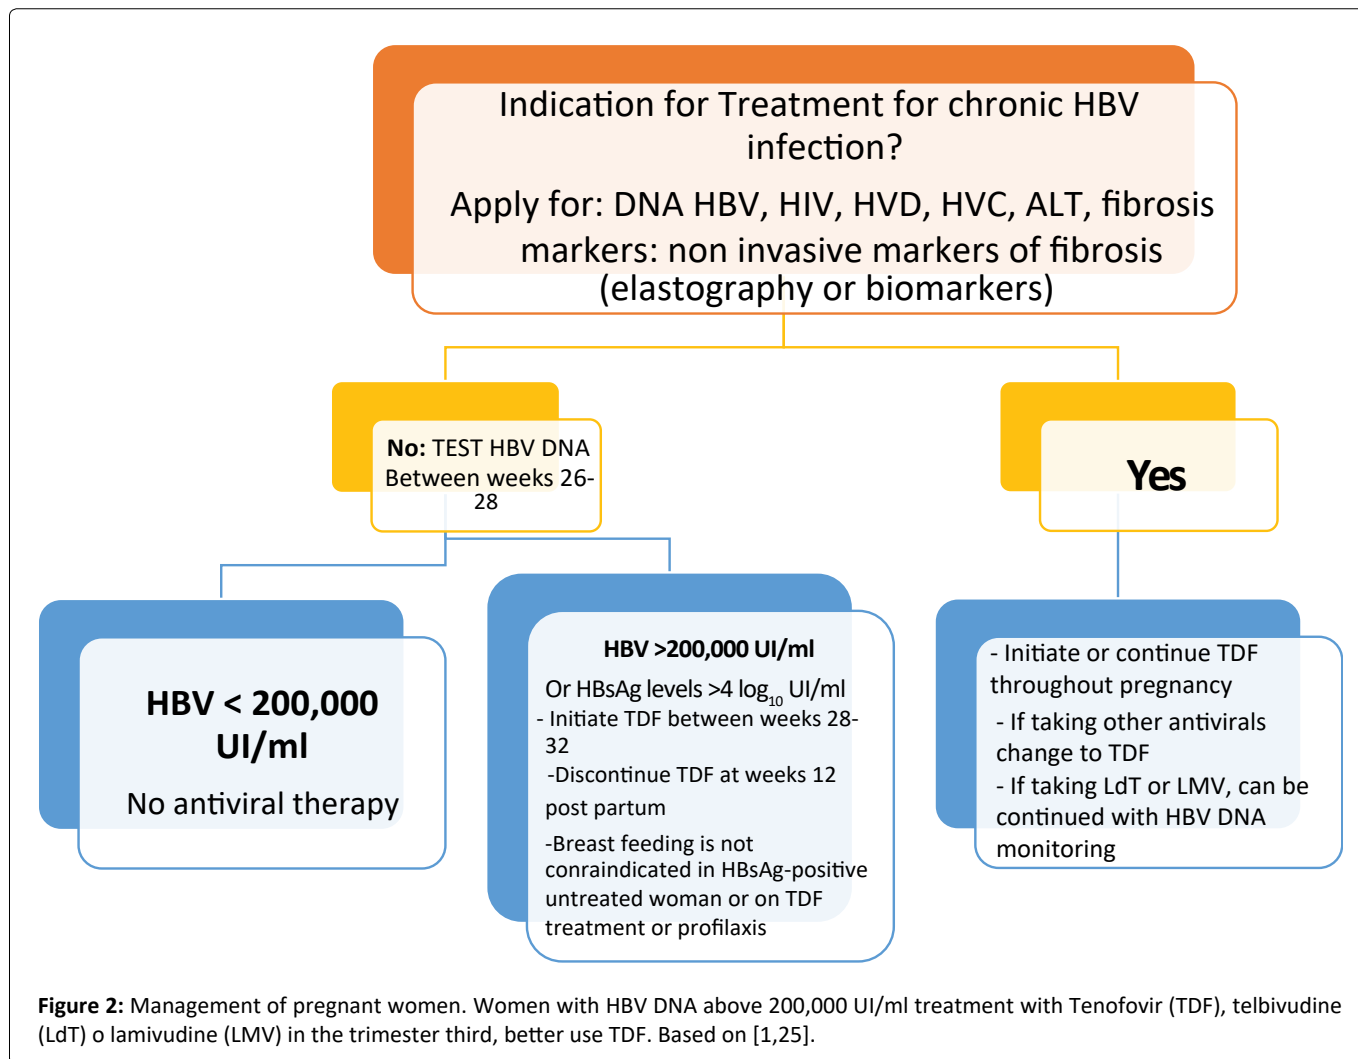 Indication for Treatment for chronic HBV
infection?
Apply for: DNA HBV, HIV, HVD, HVC, ALT, fibrosis
markers: non invasive markers of fibrosis
(elastography or biomarkers)
No: TEST HBV DNA
Between weeks 26-
28
Yes
HBV < 200,000
UI/ml
No antiviral therapy
HBV >200,000 UI/ml
Or HBsAg levels >4 log10 UI/ml
- Initiate TDF between weeks 28-
32
-Discontinue TDF at weeks 12
post partum
-Breast feeding is not
conraindicated in HBsAg-positive
untreated woman or on TDF
treatment or profilaxis
- Initiate or continue TDF
throughout pregnancy
- If taking other antivirals
change to TDF
- If taking LdT or LMV, can be
continued with HBV DNA
monitoring
Figure 2: Management of pregnant women. Women with HBV DNA above 200,000 UI/ml treatment with Tenofovir (TDF), telbivudine
(LdT) o lamivudine (LMV) in the trimester third, better use TDF. Based on [1,25].